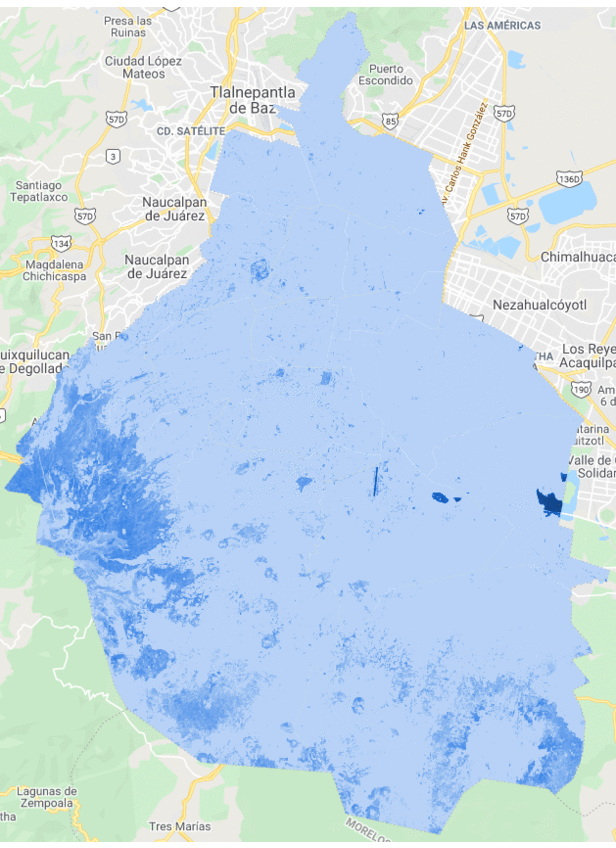 Presa las
Ruinas
LAS AMÉRICAS
Ciudad López
Mateos
Puerto
Escondido
Tlalnepantla
de Baz
57D
57D
85
CD. SATÉLITE
Av. Carlos Hank González
3
136D
Santiago
Tepatlaxco
Naucalpan
de Juárez
57D
57D
134
Chimalhuaca
Magdalena
Chichicaspa
Naucalpan
de Juárez
Nezahualcóyotl
San F
uixquilucan
e Degollad
THA
Los Reye
Acaquilpa
190
Am
6 d
atarina
uitzotl
Valle de
Solidar
Lagunas de
Zempoala
tha
Tres Marías
MORELOS